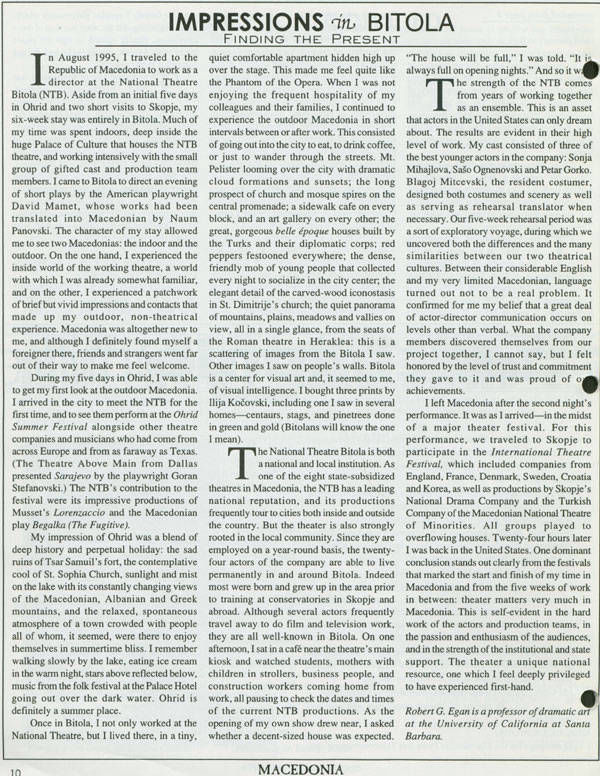 IMPRESSIONS in BITOLA
FINDING THE PRESENT
In August 1995, I traveled to the
Republic of Macedonia to work as a
director at the National Theatre
Bitola (NTB). Aside from an initial five days
in Ohrid and two short visits to Skopje, my
six-week stay was entirely in Bitola. Much of
my time was spent indoors, deep inside the
huge Palace of Culture that houses the NTB
theatre, and working intensively with the small
group of gifted cast and production team
members. I came to Bitola to direct an evening
of short plays by the American playwright
David Mamet, whose works had been
translated into Macedonian by Naum
Panovski. The character of my stay allowed
me to see two Macedonias: the indoor and the
outdoor. On the one hand, I experienced the
inside world of the working theatre, a world
with which I was already somewhat familiar,
and on the other, I experienced a patchwork
of brief but vivid impressions and contacts that
made up my outdoor, non-theatrical
experience. Macedonia was altogether new to
me, and although I definitely found myself a
foreigner there, friends and strangers went far
out of their way to make me feel welcome.
During my five days in Ohrid, I was able
to get my first look at the outdoor Macedonia.
I arrived in the city to meet the NTB for the
first time, and to see them perform at the Ohrid
Summer Festival alongside other theatre
companies and musicians who had come from
across Europe and from as faraway as Texas.
(The Theatre Above Main from Dallas
presented Sarajevo by the playwright Goran
Stefanovski.) The NTB's contribution to the
festival were its impressive productions of
Musset's Lorenzaccio and the Macedonian
play Begalka (The Fugitive).
My impression of Ohrid was a blend of
deep history and perpetual holiday: the sad
ruins of Tsar Samuil's fort, the contemplative
cool of St. Sophia Church, sunlight and mist
on the lake with its constantly changing views
of the Macedonian, Albanian and Greek
mountains, and the relaxed, spontaneous
atmosphere of a town crowded with people
all of whom, it seemed, were there to enjoy
themselves in summertime bliss. I remember
walking slowly by the lake, eating ice cream
in the warm night, stars above reflected below,
music from the folk festival at the Palace Hotel
going out over the dark water. Ohrid is
definitely a summer place.
Once in Bitola, I not only worked at the
National Theatre, but I lived there, in a tiny,
quiet comfortable apartment hidden high up
over the stage. This made me feel quite like
the Phantom of the Opera. When I was not
enjoying the frequent hospitality of my
colleagues and their families, I continued to
experience the outdoor Macedonia in short
intervals between or after work. This consisted
of going out into the city to eat, to drink coffee,
or just to wander through the streets. Mt.
Pelister looming over the city with dramatic
cloud formations and sunsets; the long
prospect of church and mosque spires on the
central promenade; a sidewalk cafe on every
block, and an art gallery on every other; the
great, gorgeous belle époque houses built by
the Turks and their diplomatic corps; red
peppers festooned everywhere; the dense,
friendly mob of young people that collected
every night to socialize in the city center; the
elegant detail of the carved-wood iconostasis
in St. Dimitrije's church; the quiet panorama
of mountains, plains, meadows and vallies on
view, all in a single glance, from the seats of
the Roman theatre in Heraklea: this is a
scattering of images from the Bitola I saw.
Other images I saw on people's walls. Bitola
is a center for visual art and, it seemed to me,
of visual intelligence. I bought three prints by
Ilija Kočovski, including one I saw in several
homes—centaurs, stags, and pinetrees done
in green and gold (Bitolans will know the one
I mean).
The National Theatre Bitola is both
a national and local institution. As
one of the eight state-subsidized
theatres in Macedonia, the NTB has a leading
national reputation, and its productions
frequently tour to cities both inside and outside
the country. But the theater is also strongly
rooted in the local community. Since they are
employed on a year-round basis, the twenty-
four actors of the company are able to live
permanently in and around Bitola. Indeed
most were born and grew up in the area prior
to training at conservatories in Skopje and
abroad. Although several actors frequently
travel away to do film and television work,
they are all well-known in Bitola. On one
afternoon, I sat in a café near the theatre's main
kiosk and watched students, mothers with
children in strollers, business people, and
construction workers coming home from
work, all pausing to check the dates and times
of the current NTB productions. As the
opening of my own show drew near, I asked
whether a decent-sized house was expected.
"The house will be full," I was told. "It is
always full on opening nights." And so it
The strength of the NTB comes
from years of working together
as an ensemble. This is an asset
that actors in the United States can only dream
about. The results are evident in their high
level of work. My cast consisted of three of
the best younger actors in the company: Sonja
Mihajlova, Sašo Ognenovski and Petar Gorko.
Blagoj Mitcevski, the resident costumer,
designed both costumes and scenery as well
as serving as rehearsal translator when
necessary. Our five-week rehearsal period was
a sort of exploratory voyage, during which we
uncovered both the differences and the many
similarities between our two theatrical
cultures. Between their considerable English
and my very limited Macedonian, language
turned out not to be a real problem. It
confirmed for me my belief that a great deal
of actor-director communication occurs on
levels other than verbal. What the company
members discovered themselves from our
project together, I cannot say, but I felt
honored by the level of trust and commitment
they gave to it and was proud of
achievements.
I left Macedonia after the second night's
performance. It was as I arrived—in the midst
of a major theater festival. For this
performance, we traveled to Skopje to
participate in the International Theatre
Festival, which included companies from
England, France, Denmark, Sweden, Croatia
and Korea, as well as productions by Skopje's
National Drama Company and the Turkish
Company of the Macedonian National Theatre
of Minorities. All groups played to
overflowing houses. Twenty-four hours later
I was back in the United States. One dominant
conclusion stands out clearly from the festivals
that marked the start and finish of my time in
Macedonia and from the five weeks of work
in between: theater matters very much in
Macedonia. This is self-evident in the hard
work of the actors and production teams, in
the passion and enthusiasm of the audiences,
and in the strength of the institutional and state
support. The theater a unique national
resource, one which I feel deeply privileged
to have experienced first-hand.
Robert G. Egan is a professor of dramatic art
at the University of California at Santa
Barbara.
10
MACEDONIA